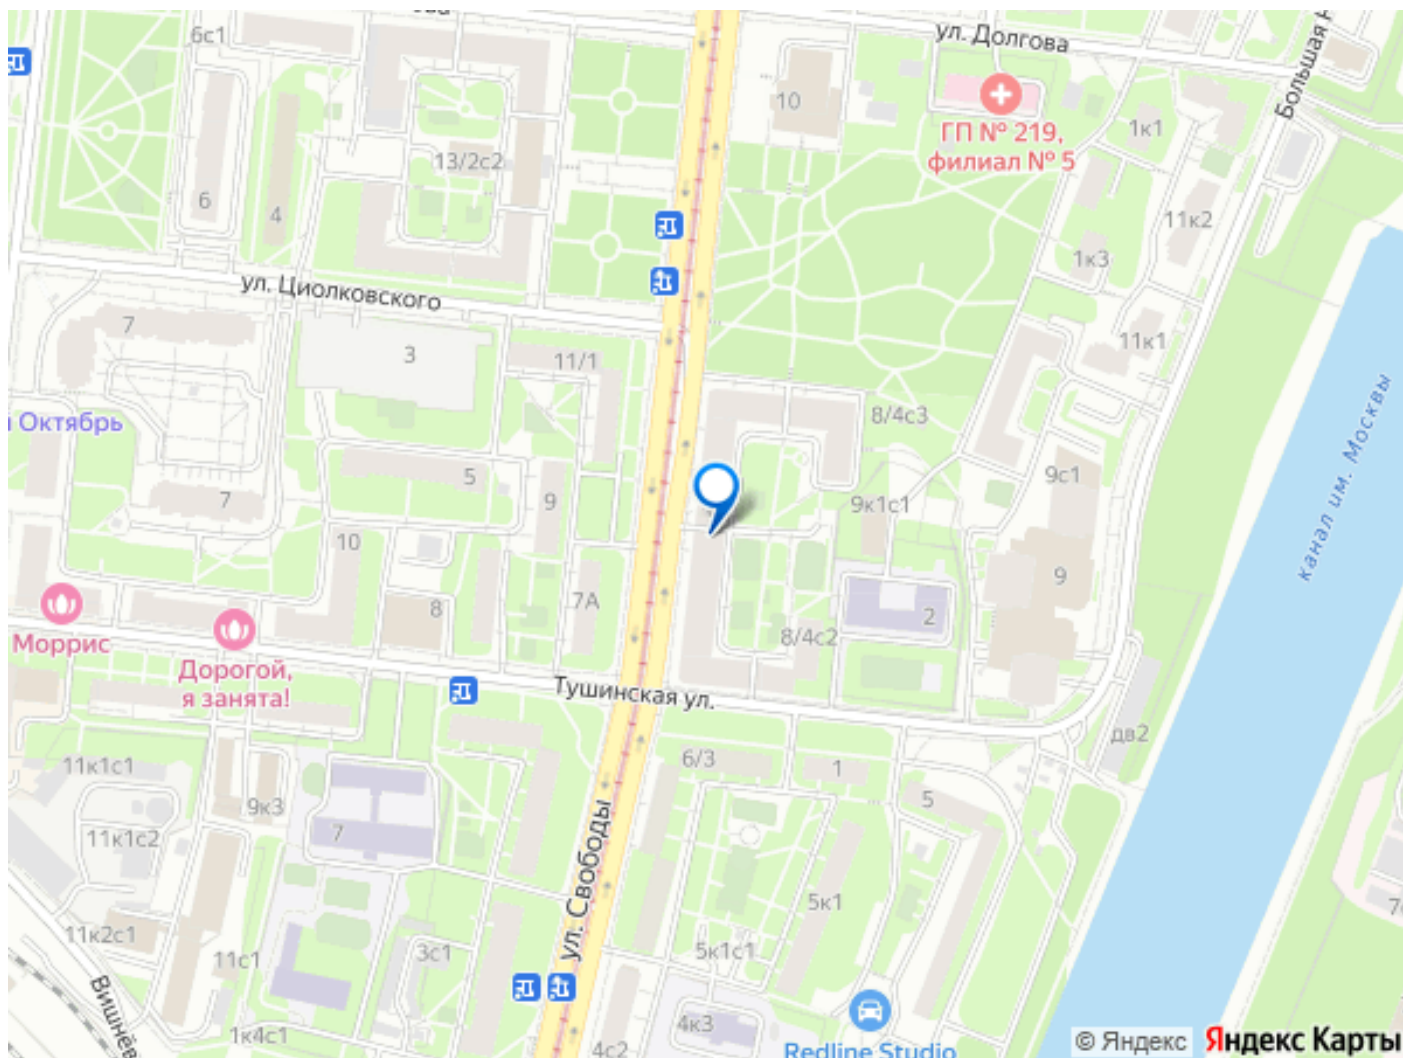 6с1
ул. Долгова
Большая
10
ГП № 219,
филиал № 5
1к1
13/2с2
6
4
11к2
1к3
ул. Циолковского
7
3
11/1
11к1
8/4с3
Октябрь
5
9
7
9с1
9к1с1
канал им. Москвы
10
9
8
7А
2
8/4с2
Моррис
Дорогой,
я занята!
Тушинская ул.
дв2
6/3
1
11к1с1
5
9к3
7
11к1с2
ул. Свободы
5к1
11к2с1
11с1
3с1
5к1с1
Вишнёв
1к4с1
4к3
4с2
Redline Studio
© Яндекс
Яндекс Карты